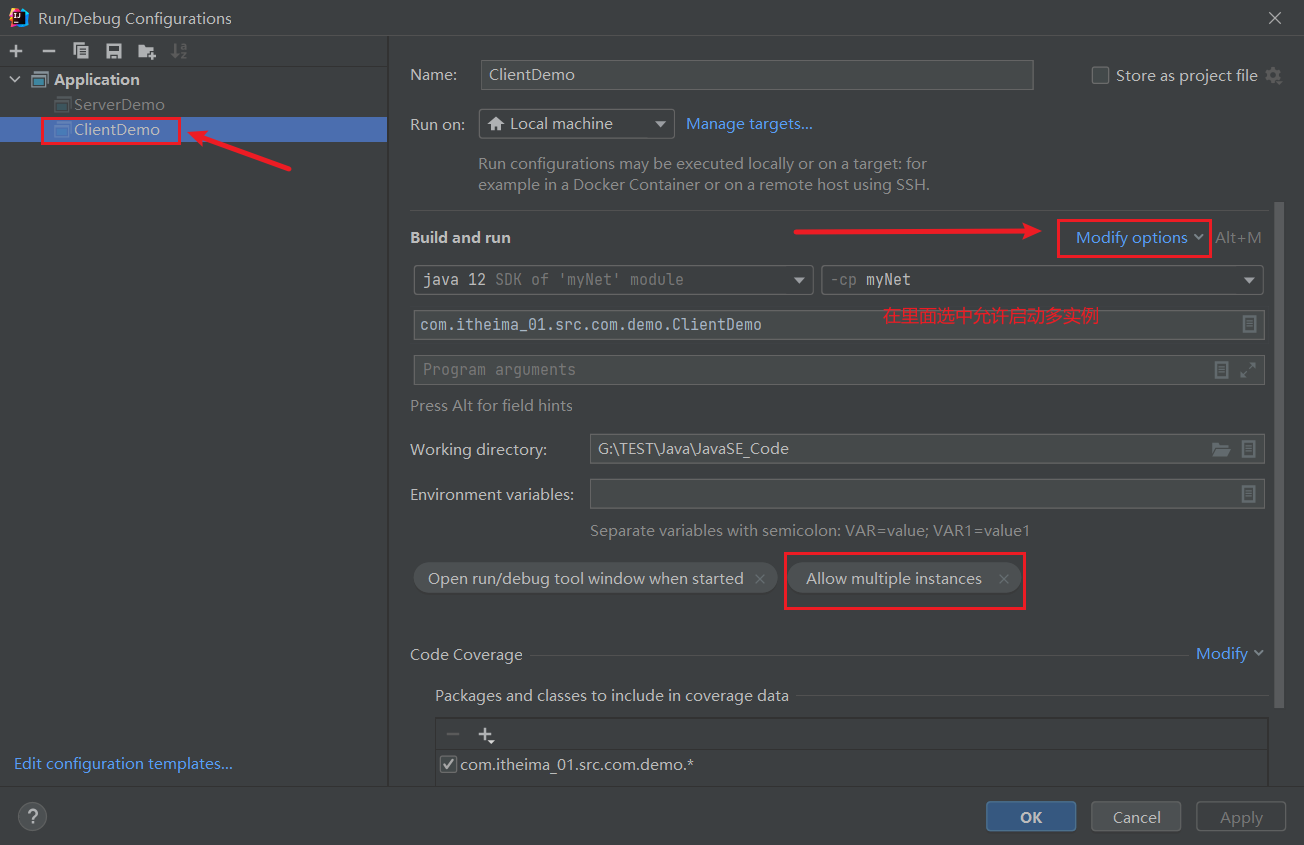 Run/Debug Configurations
Application
ServerDemo
ClientDemo
Edit configuration templates...
Name: ClientDemo Store as project file
Run on: Local machine Manage targets...
Run configurations may be executed locally or on a target: for
example in a Docker Container or on a remote host using SSH.
Build and run Modify options Alt+M
java 12 SDK of 'myNet' module -cp myNet
在里面选中允许启动多实例
com.itheima_01.src.com.demo.ClientDemo
Program arguments
Press Alt for field hints
Working directory: G:\TEST\Java\JavaSE_Code
Environment variables:
Separate variables with semicolon: VAR=value; VAR1=value1
Open run/debug tool window when started × Allow multiple instances ×
Code Coverage Modify
Packages and classes to include in coverage data
com.itheima_01.src.com.demo.*
? OK Cancel Apply